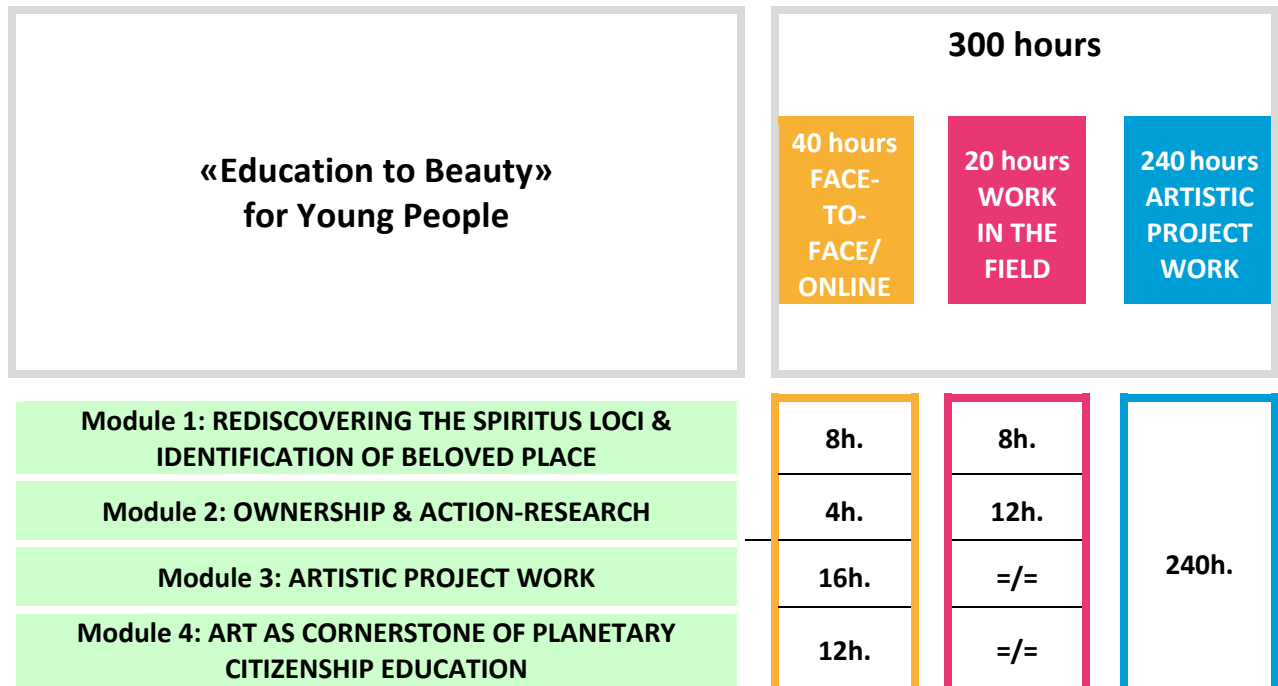 «Education to Beauty»
for Young People
300 hours
40 hours
FACE-
TO-
FACE/
ONLINE
20 hours
WORK
IN THE
FIELD
240 hours
ARTISTIC
PROJECT
WORK
Module 1: REDISCOVERING THE SPIRITUS LOCI &
IDENTIFICATION OF BELOVED PLACE
8h.
8h.
Module 2: OWNERSHIP & ACTION-RESEARCH
4h.
12h.
Module 3: ARTISTIC PROJECT WORK
16h.
=/=
240h.
Module 4: ART AS CORNERSTONE OF PLANETARY
CITIZENSHIP EDUCATION
12h.
=/=